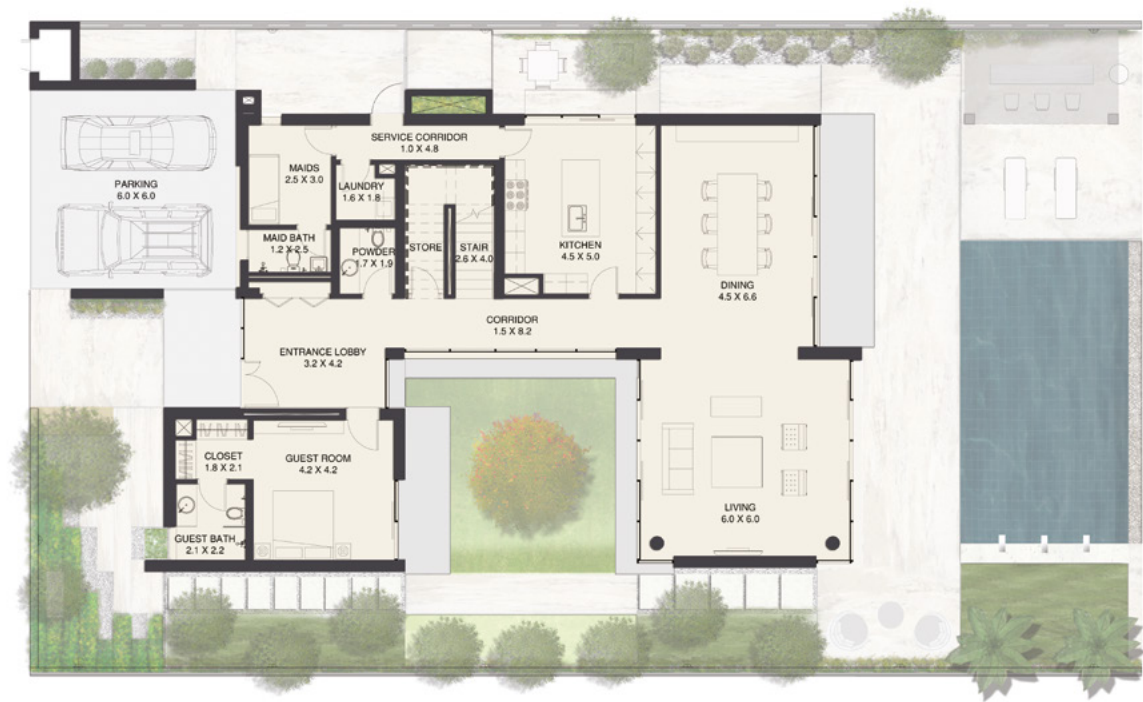 SERVICE CORRIDOR
1.0 X 4.8
MAIDS
2.5 X 3.0
LAUNDRY
1.6 X 1.8
PARKING
6.0 X 6.0
MAID BATH
1.2 X 2.5
POWDER
1.7 X 1.9
STORE
STAIR
2.6 X 4.0
KITCHEN
4.5 X 5.0
DINING
4.5 X 6.6
CORRIDOR
1.5 X 8.2
ENTRANCE LOBBY
3.2 X 4.2
CLOSET
1.8 X 2.1
GUEST ROOM
4.2 X 4.2
LIVING
6.0 X 6.0
GUEST BATH
2.1 X 2.2